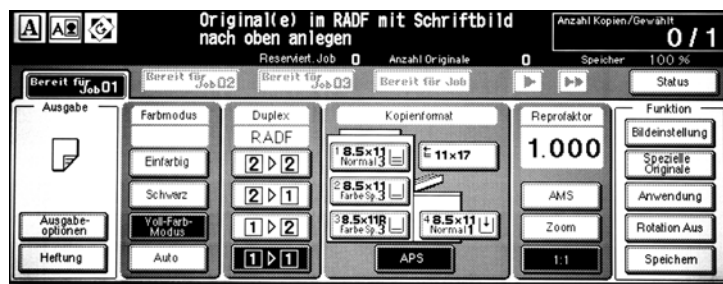 A A
Original(e) im RADF mit Schriftbild
nach oben anlegen
Anzahl Kopien/Gewählt
0/1
Reserviert. Job 0 Anzahl Originale 0 Speicher 100 %
Bereit für Job 01
Bereit für Job 02
Bereit für Job 03
Bereit für Job
Status
Ausgabe
Ausgabe-
optionen
Heftung
Farbmodus
Einfarbig
Schwarz
Voll-Farb-
Modus
Auto
Duplex
RADF
2 ▷ 2
2 ▷ 1
1 ▷ 2
1 ▷ 1
Kopienformat
1 8.5×11
Normal 3
11×17
2 8.5×11
Farbe Sp. 3
3 8.5×11R
Farbe Sp. 3
4 8.5×11
Normal 1
APS
Reprofaktor
1.000
AMS
Zoom
1:1
Funktion
Bildeinstellung
Spezielle
Originale
Anwendung
Rotation Aus
Speichern